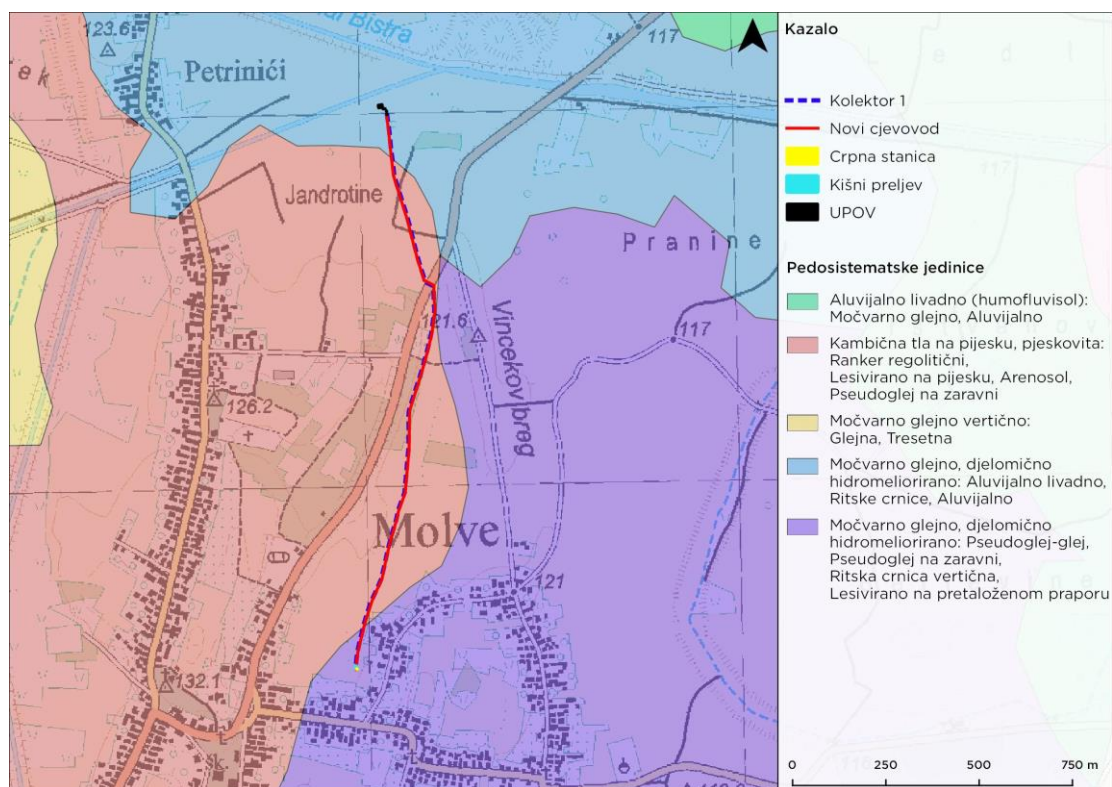 123.6
Petrinići
Bistra
117
ek
Jandrotine
Pranine
Vincekov breg
121.6
117
126.2
Molve
121
132.1
šk.
Kazalo
Kolektor 1
Novi cjevovod
Crpna stanica
Kišni preljev
UPOV
Pedosistematske jedinice
Aluvijalno livadno (humofluvisol):
Močvarno glejno, Aluvijalno
Kambična tla na pijesku, pjeskovita:
Ranker regolitični,
Lesivirano na pijesku, Arenosol,
Pseudoglej na zaravni
Močvarno glejno vertično:
Glejna, Tresetna
Močvarno glejno, djelomično
hidromeliorirano: Aluvijalno livadno,
Ritske crnice, Aluvijalno
Močvarno glejno, djelomično
hidromeliorirano: Pseudoglej-glej,
Pseudoglej na zaravni,
Ritska crnica vertična,
Lesivirano na pretaloženom praporu
117
0 250 500 750 m